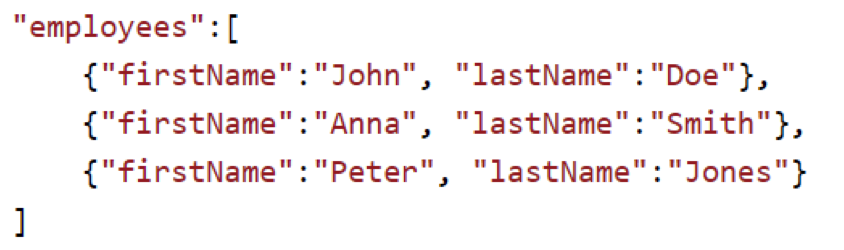 "employees":[
    {"firstName":"John", "lastName":"Doe"},
    {"firstName":"Anna", "lastName":"Smith"},
    {"firstName":"Peter", "lastName":"Jones"}
]